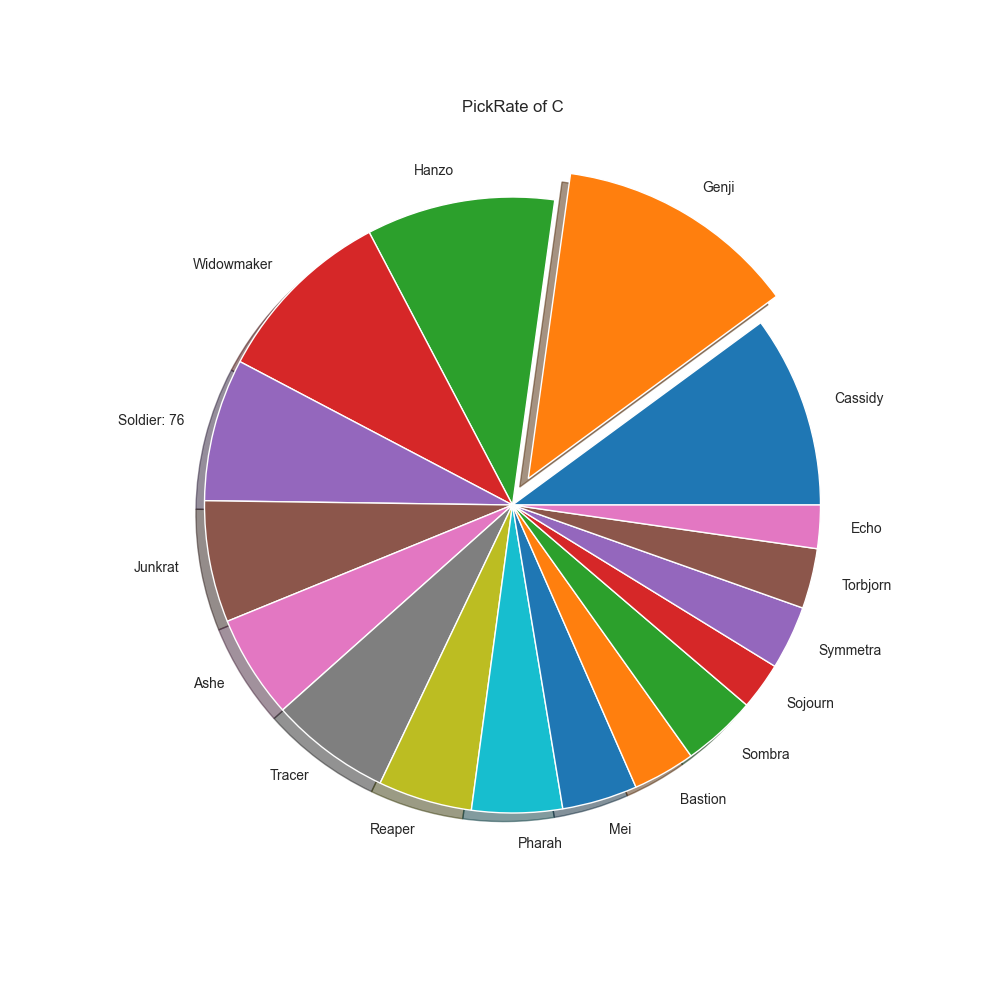 PickRate of C
Hanzo
Genji
Widowmaker
Cassidy
Soldier: 76
Echo
Junkrat
Torbjorn
Symmetra
Ashe
Sojourn
Sombra
Tracer
Bastion
Reaper
Mei
Pharah